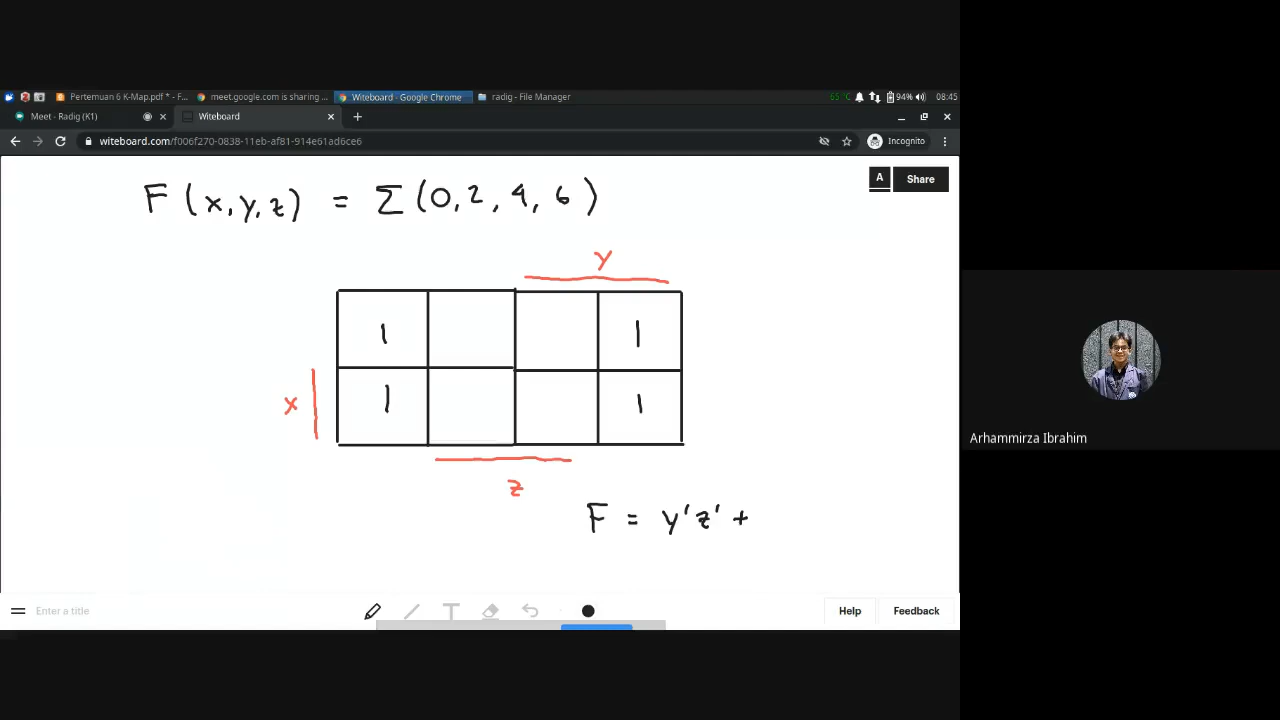 Pertemuan 6 K-Map.pdf * - F... meet.google.com is sharing ... Witeboard - Google Chrome radig - File Manager 65°C 94% 08:45
Meet - Radig (K1) Witeboard
witeboard.com/f006f270-0838-11eb-af81-914e61ad6ce6 Incognito
A Share
F (x, y, z) = Σ (0, 2, 4, 6)
y
1 1
x 1 1
z
F = y'z' +
Arhammirza Ibrahim
Enter a title T Help Feedback